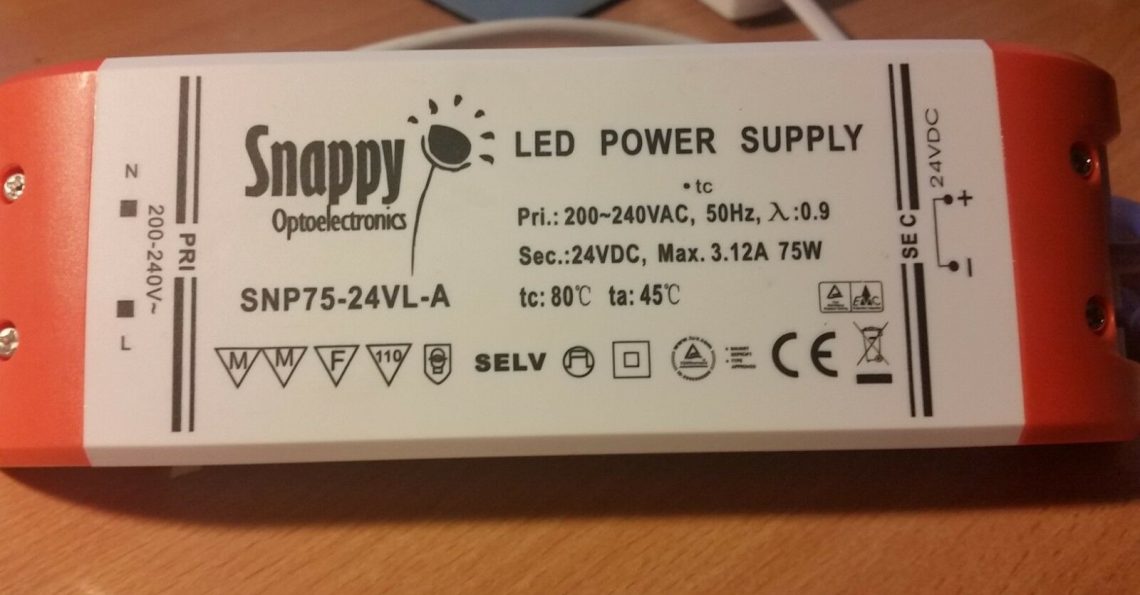 N
200-240V~
L
PRI
Snappy
Optoelectronics
SNP75-24VL-A
LED POWER SUPPLY
•tc
Pri.: 200~240VAC, 50Hz, λ:0.9
Sec.:24VDC, Max. 3.12A 75W
tc: 80℃ ta: 45℃
M M F 110 SELV CE
SEC
24VDC
+
−